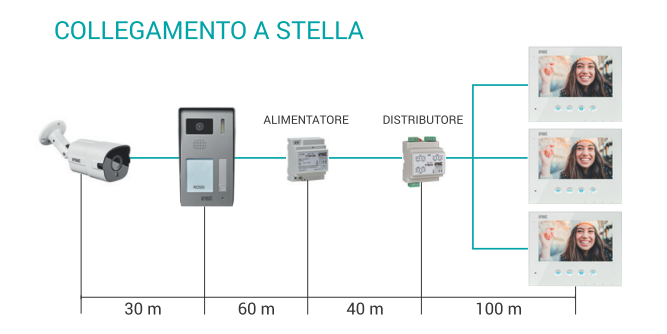 COLLEGAMENTO A STELLA
ALIMENTATORE
DISTRIBUTORE
30 m
60 m
40 m
100 m